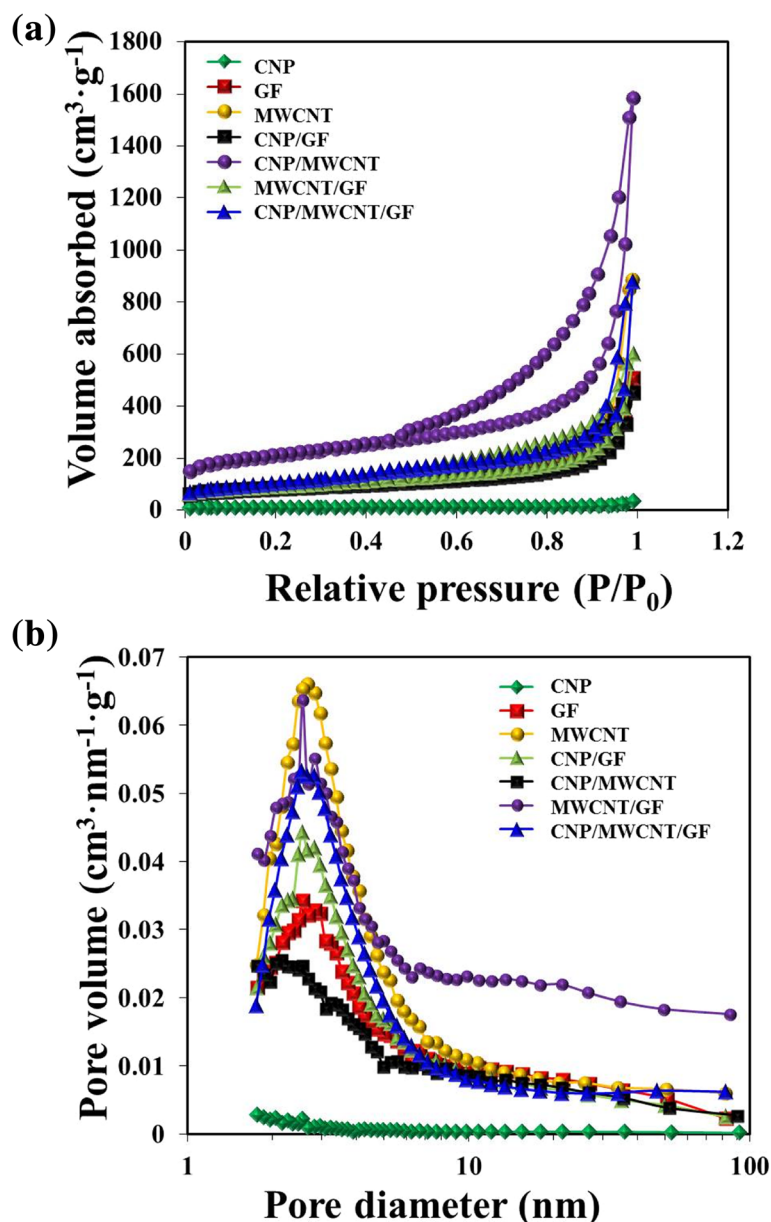 (a)
1800
1600
1400
1200
1000
800
600
400
200
0
Volume absorbed (cm³·g⁻¹)
CNP
GF
MWCNT
CNP/GF
CNP/MWCNT
MWCNT/GF
CNP/MWCNT/GF
0 0.2 0.4 0.6 0.8 1 1.2
Relative pressure (P/P₀)
(b)
0.07
0.06
0.05
0.04
0.03
0.02
0.01
0
Pore volume (cm³·nm⁻¹·g⁻¹)
CNP
GF
MWCNT
CNP/GF
CNP/MWCNT
MWCNT/GF
CNP/MWCNT/GF
1 10 100
Pore diameter (nm)